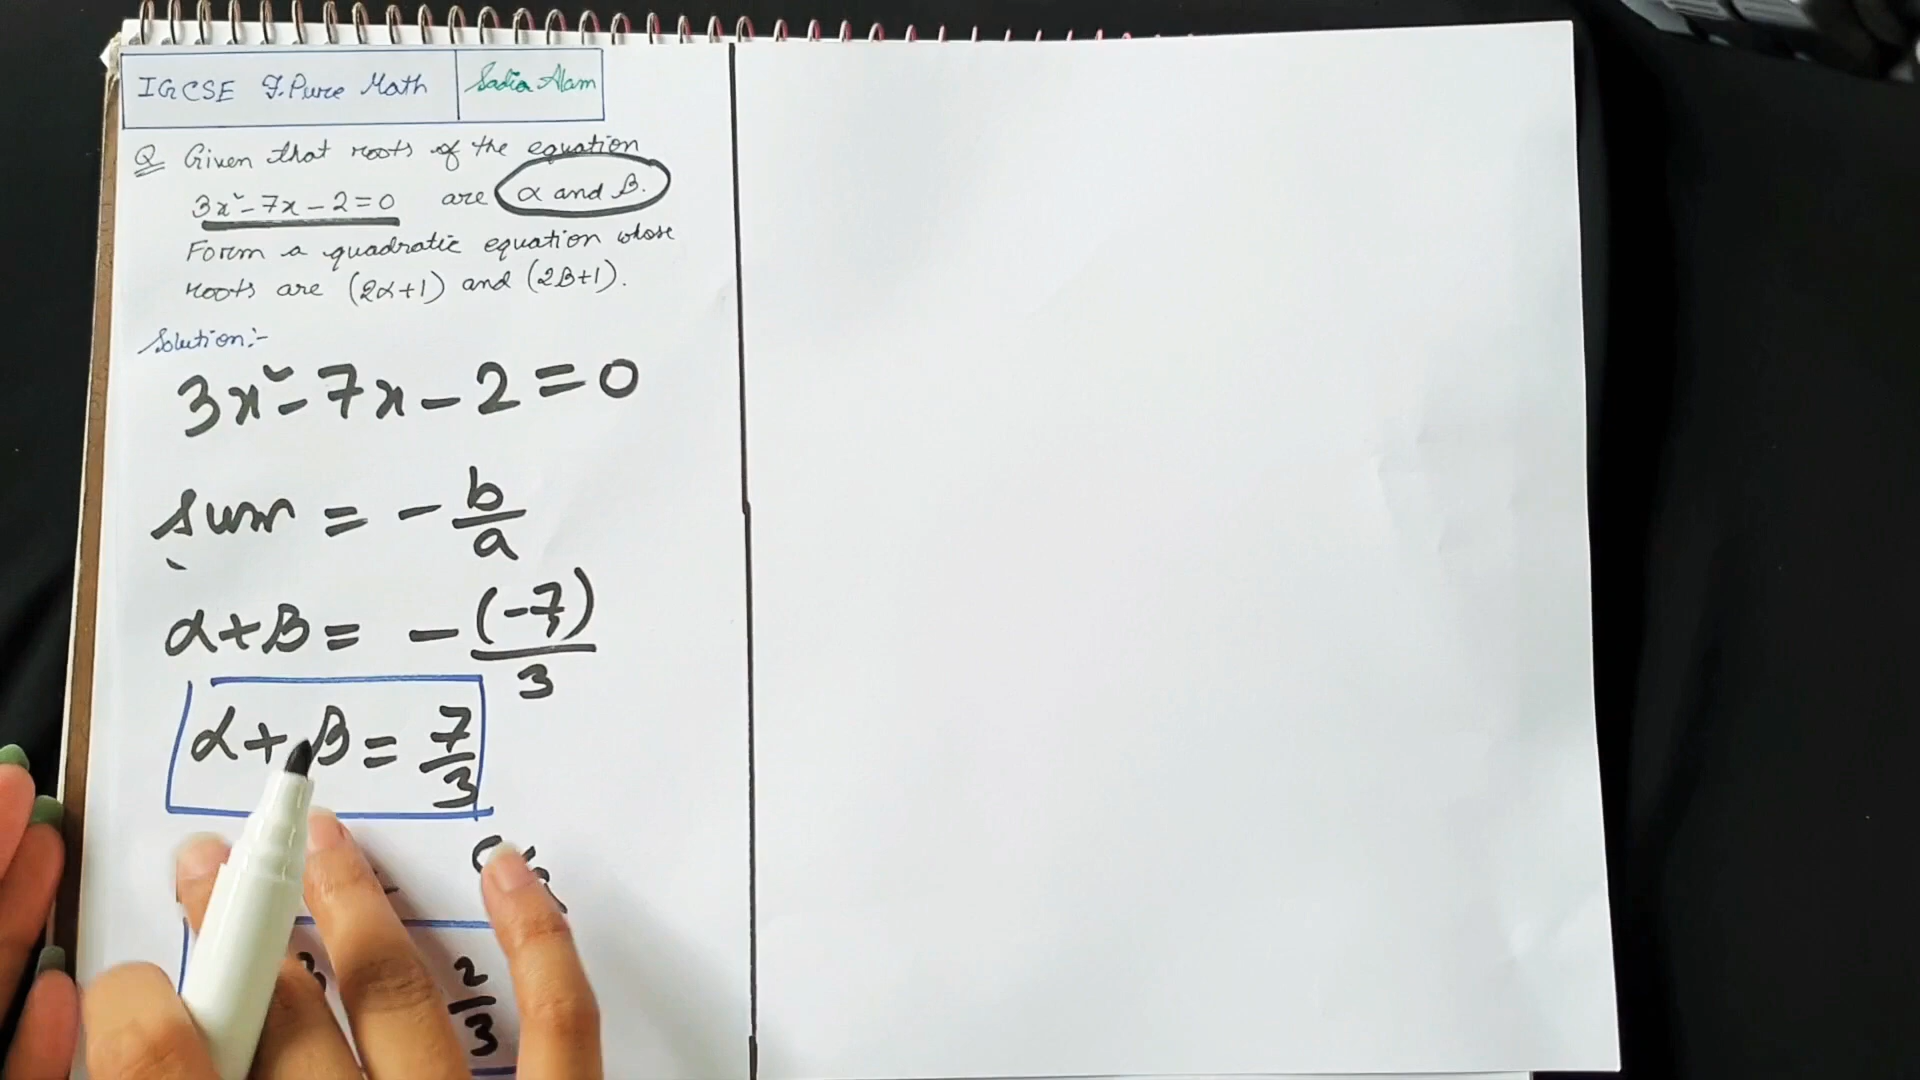 IGCSE F.Pure Math
Sadia Alam
Q Given that roots of the equation
3x²-7x-2=0 are α and β.
Form a quadratic equation whose
roots are (2α+1) and (2β+1).
Solution:-
3x²-7x-2=0
sum = - b/a
α+β = - (-7)/3
α+β = 7/3
2/3